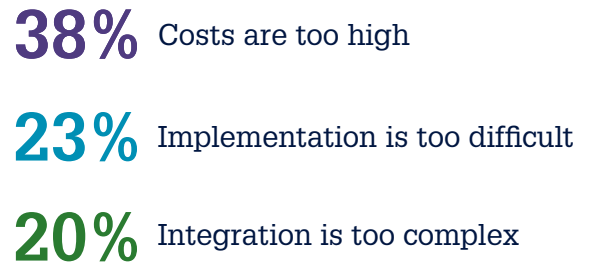 38% Costs are too high
23% Implementation is too difficult
20% Integration is too complex